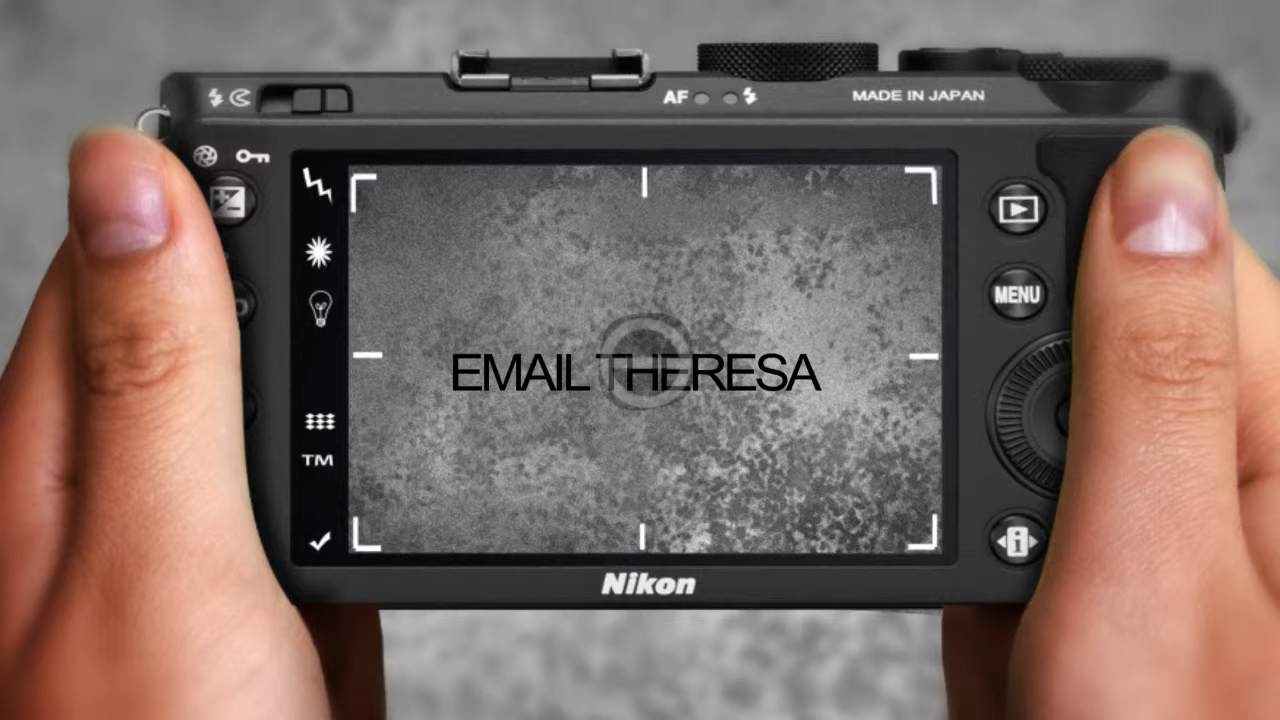 AF
MADE IN JAPAN
MENU
EMAIL THERESA
TM
Nikon